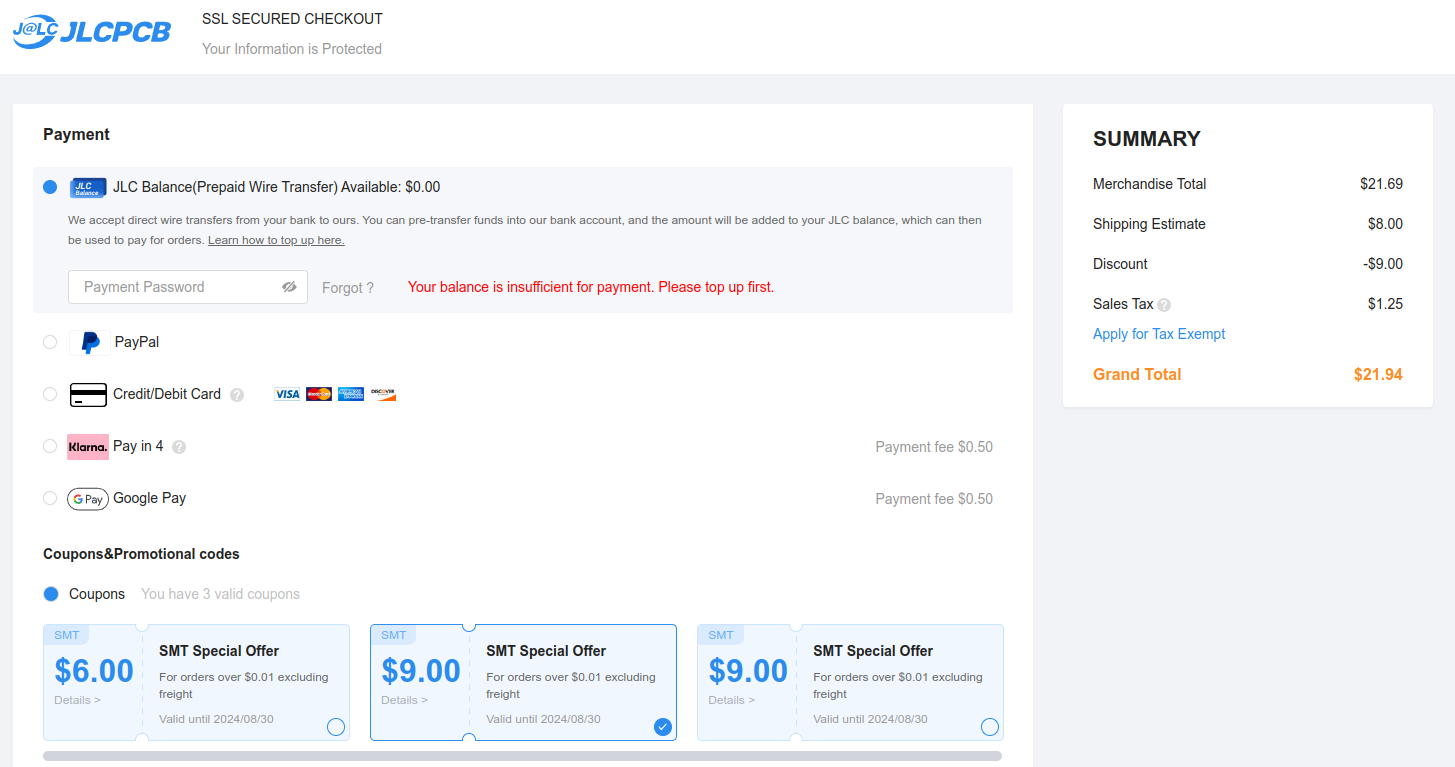 J@LC JLCPCB
SSL SECURED CHECKOUT
Your Information is Protected
Payment
JLC Balance
JLC Balance(Prepaid Wire Transfer) Available: $0.00
We accept direct wire transfers from your bank to ours. You can pre-transfer funds into our bank account, and the amount will be added to your JLC balance, which can then
be used to pay for orders. Learn how to top up here.
Payment Password
Forgot ?
Your balance is insufficient for payment. Please top up first.
PayPal
Credit/Debit Card ?
VISA
MasterCard
AMERICAN EXPRESS
DISCOVER
Klarna. Pay in 4 ?
Payment fee $0.50
G Pay Google Pay
Payment fee $0.50
Coupons&Promotional codes
Coupons You have 3 valid coupons
SMT
$6.00
Details >
SMT Special Offer
For orders over $0.01 excluding
freight
Valid until 2024/08/30
SMT
$9.00
Details >
SMT Special Offer
For orders over $0.01 excluding
freight
Valid until 2024/08/30
SMT
$9.00
Details >
SMT Special Offer
For orders over $0.01 excluding
freight
Valid until 2024/08/30
SUMMARY
Merchandise Total $21.69
Shipping Estimate $8.00
Discount -$9.00
Sales Tax ? $1.25
Apply for Tax Exempt
Grand Total $21.94